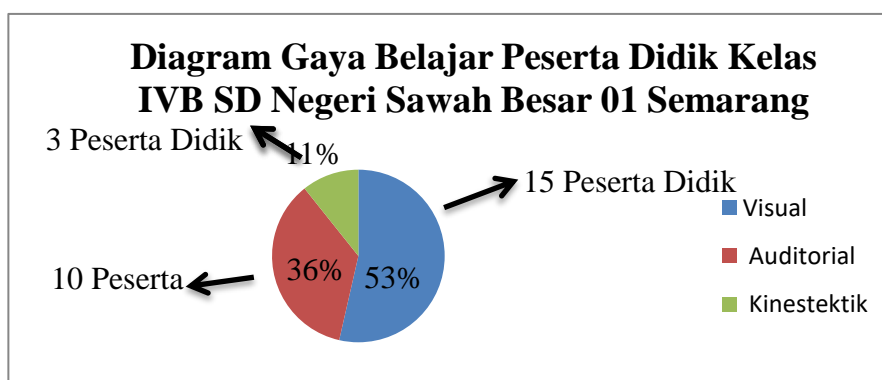 Diagram Gaya Belajar Peserta Didik Kelas
IVB SD Negeri Sawah Besar 01 Semarang
3 Peserta Didik
11%
15 Peserta Didik
10 Peserta
36%
53%
Visual
Auditorial
Kinestektik